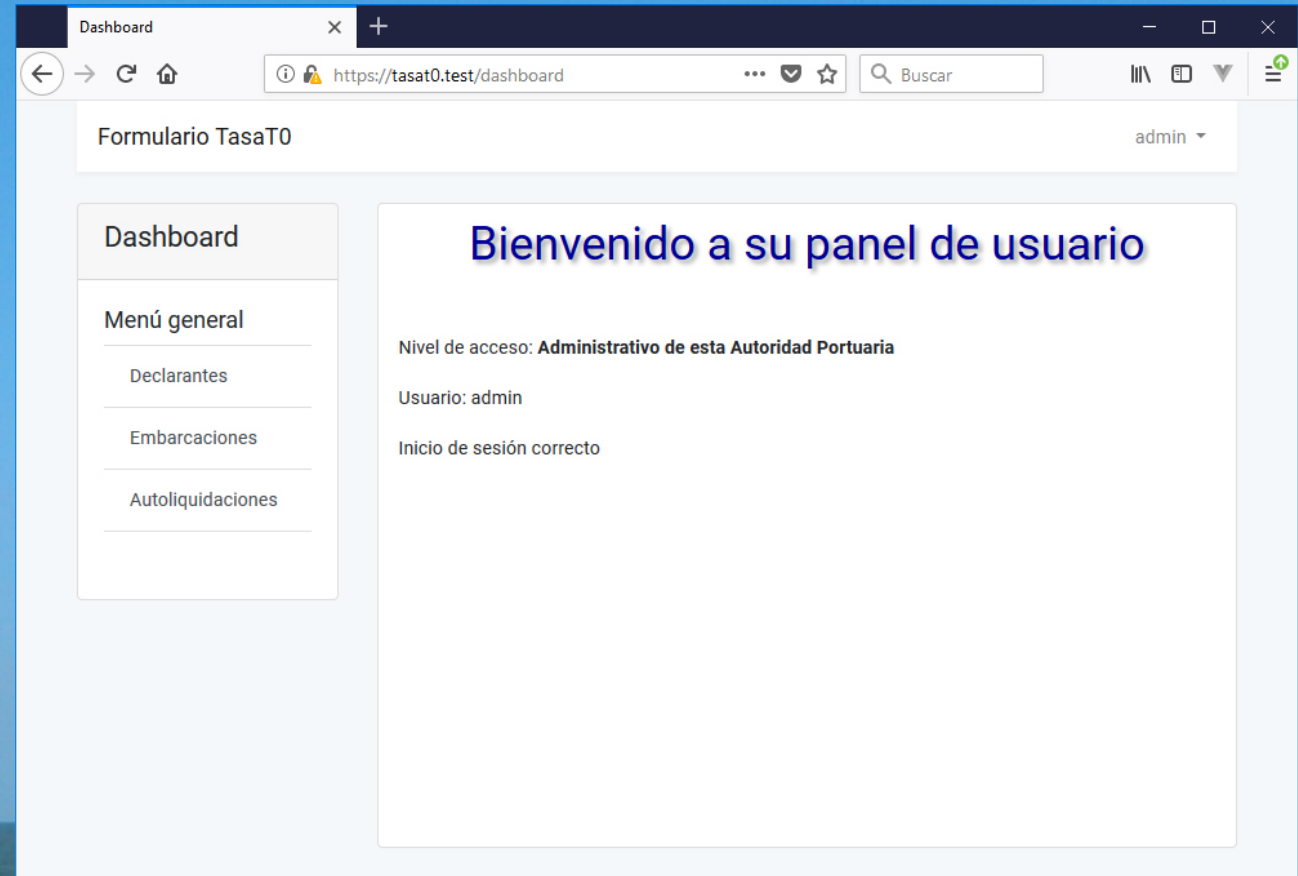 Dashboard
https://tasat0.test/dashboard
Buscar
Formulario TasaT0
admin
Dashboard
Menú general
Declarantes
Embarcaciones
Autoliquidaciones
Bienvenido a su panel de usuario
Nivel de acceso: Administrativo de esta Autoridad Portuaria
Usuario: admin
Inicio de sesión correcto